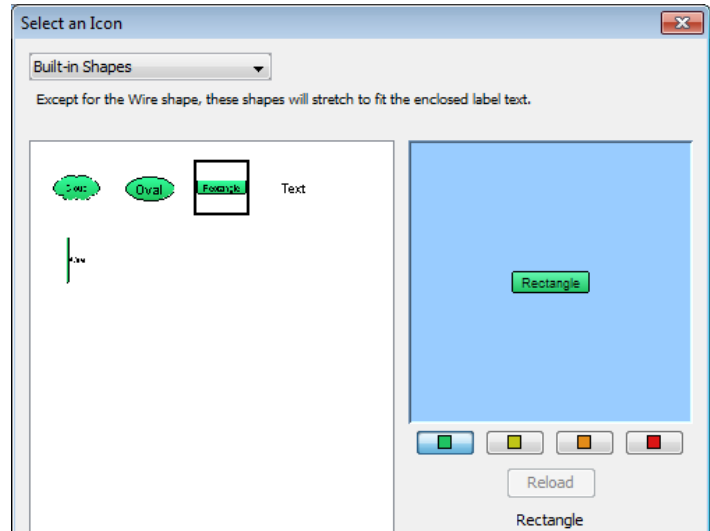 Select an Icon
Built-in Shapes
Except for the Wire shape, these shapes will stretch to fit the enclosed label text.
Oval
Rectangle
Text
Rectangle
Reload
Rectangle